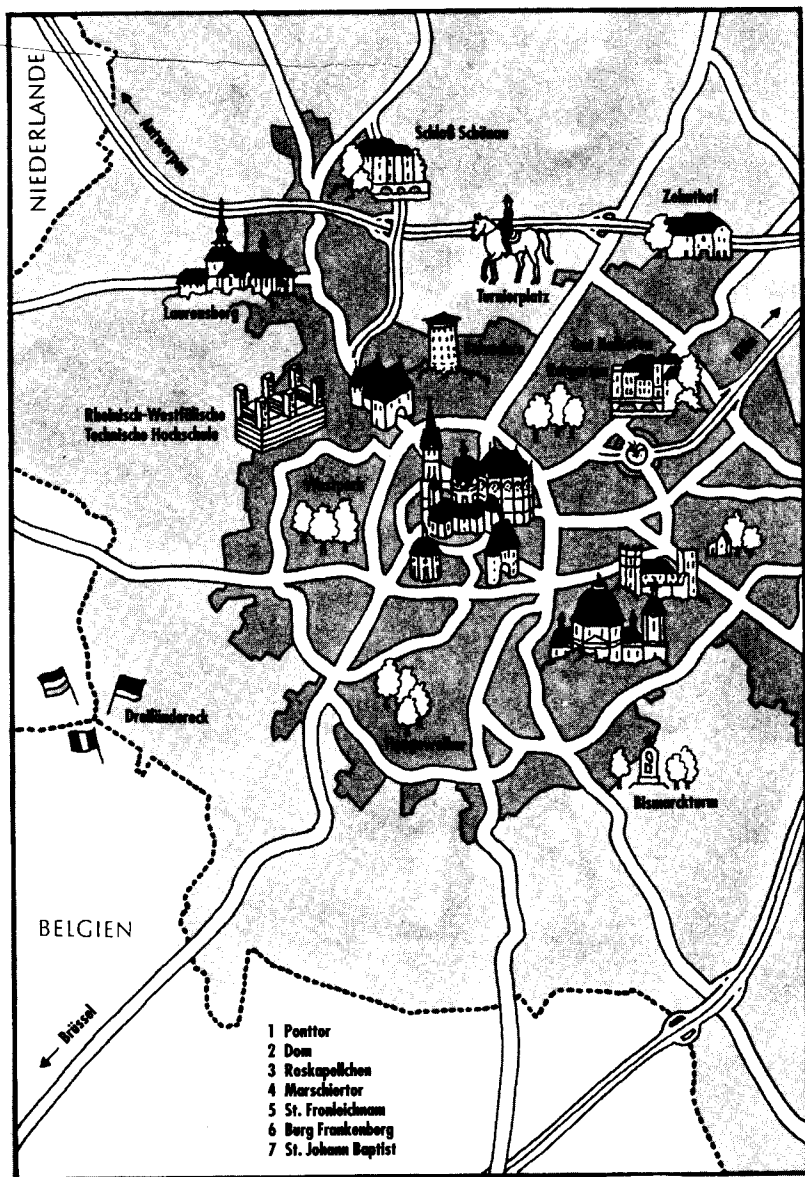 NIEDERLANDE
Antwerpen
Schloß Schönau
Zehnthof
Laurensberg
Turnierplatz
Rheinisch-Westfälische
Technische Hochschule
Köln
Dreiländereck
Bismarckturm
BELGIEN
Brüssel
1 Ponttor
2 Dom
3 Roskapellchen
4 Marschiertor
5 St. Fronleichnam
6 Burg Frankenberg
7 St. Johann Baptist